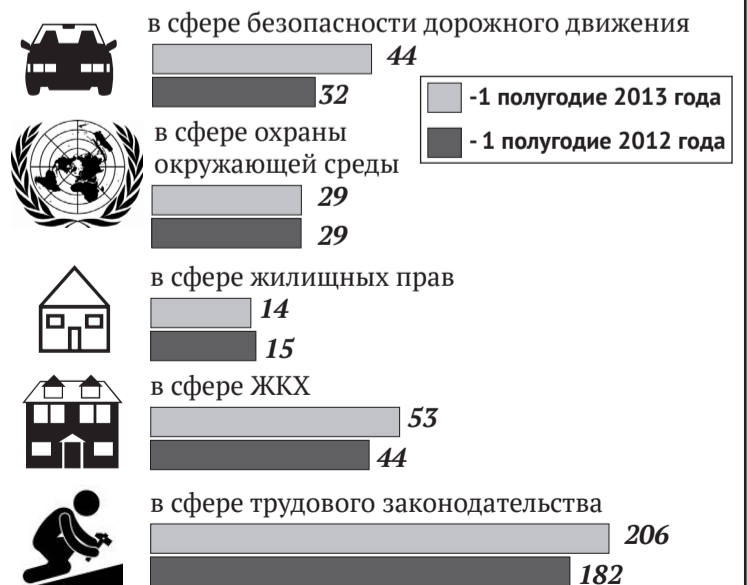 в сфере безопасности дорожного движения
44
32
-1 полугодие 2013 года
- 1 полугодие 2012 года
в сфере охраны
окружающей среды
29
29
в сфере жилищных прав
14
15
в сфере ЖКХ
53
44
в сфере трудового законодательства
206
182